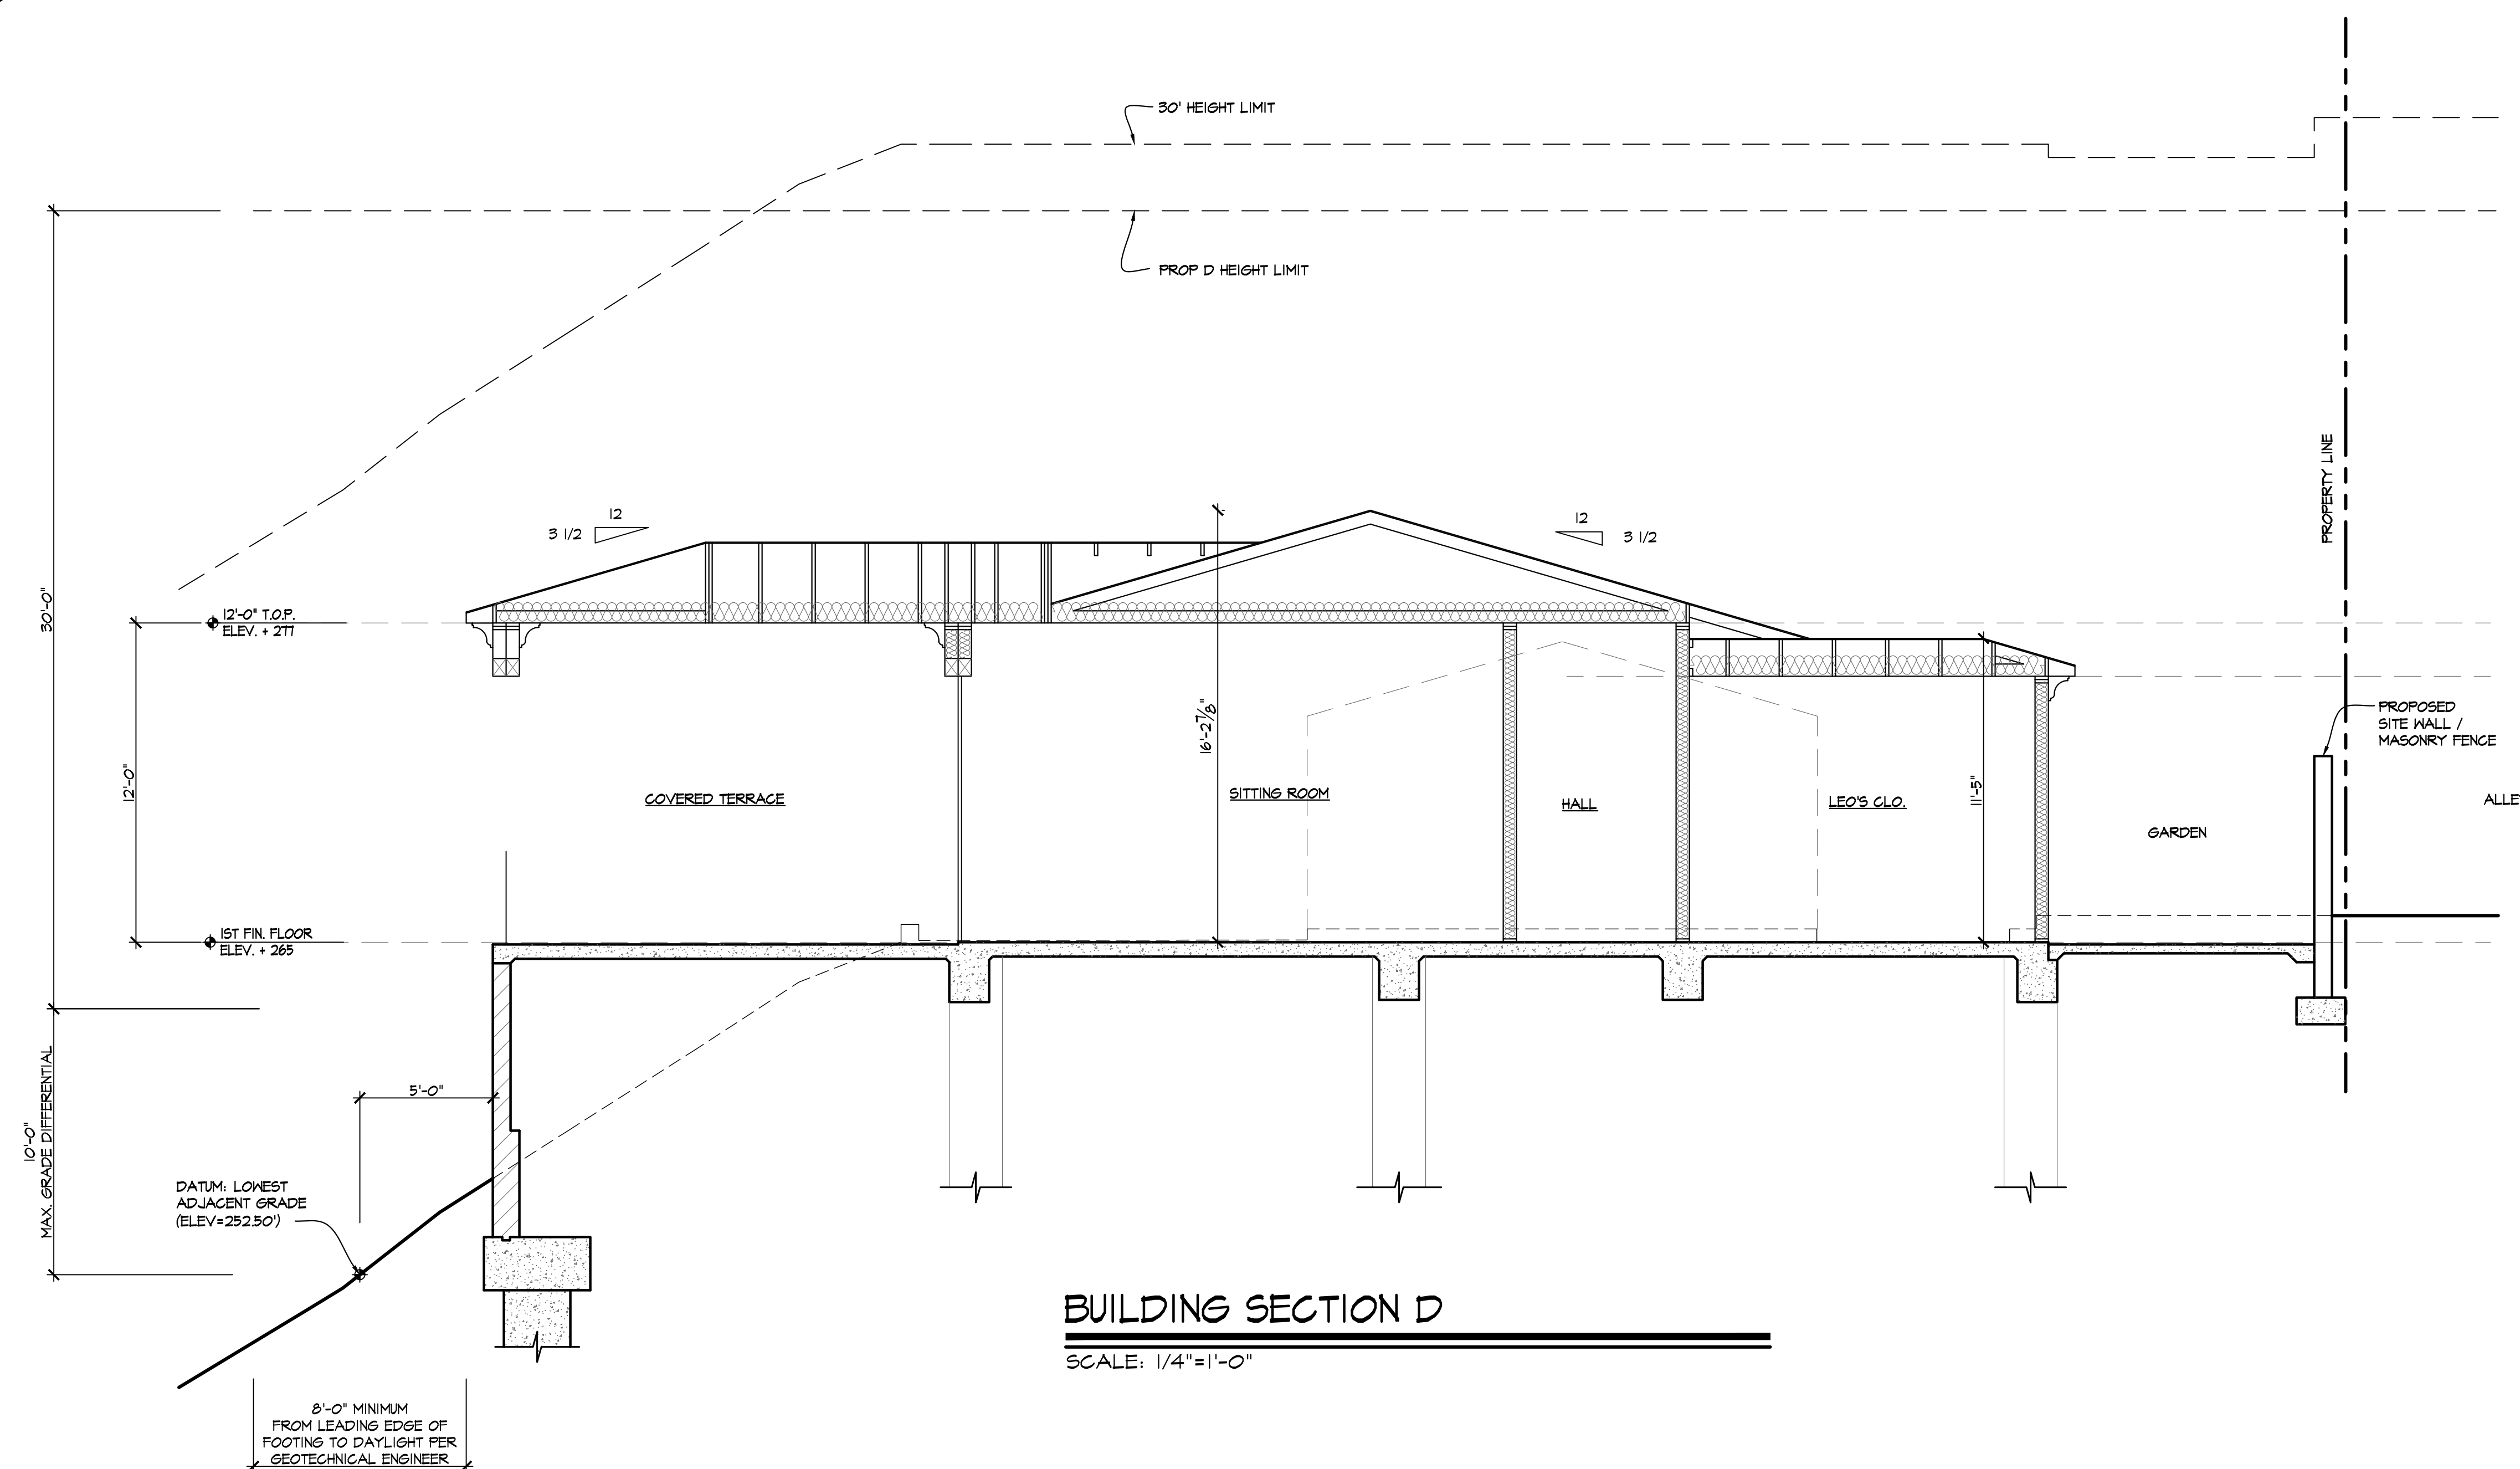 30' HEIGHT LIMIT
PROP D HEIGHT LIMIT
PROPERTY LINE
12
3 1/2
12
3 1/2
30'-0"
12'-0" T.O.P.
ELEV. + 277
12'-0"
16'-2 7/8"
11'-5"
PROPOSED
SITE WALL /
MASONRY FENCE
COVERED TERRACE
SITTING ROOM
HALL
LEO'S CLO.
GARDEN
ALLE
1ST FIN. FLOOR
ELEV. + 265
10'-0"
MAX. GRADE DIFFERENTIAL
5'-0"
DATUM: LOWEST
ADJACENT GRADE
(ELEV=252.50')
BUILDING SECTION D
SCALE: 1/4"=1'-0"
8'-0" MINIMUM
FROM LEADING EDGE OF
FOOTING TO DAYLIGHT PER
GEOTECHNICAL ENGINEER